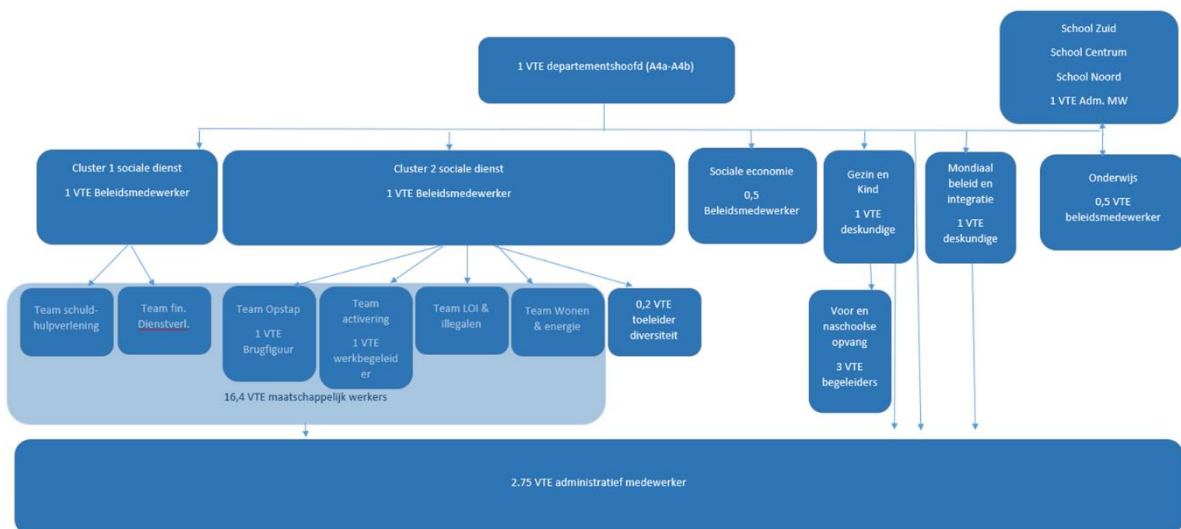 School Zuid
School Centrum
School Noord
1 VTE Adm. MW
1 VTE departementshoofd (A4a-A4b)
Cluster 1 sociale dienst
1 VTE Beleidsmedewerker
Cluster 2 sociale dienst
1 VTE Beleidsmedewerker
Sociale economie
0,5
Beleidsmedewerker
Gezin en
Kind
1 VTE
deskundige
Mondiaal
beleid en
integratie
1 VTE
deskundige
Onderwijs
0,5 VTE
beleidsmedewerker
Team schuld-
hulpverlening
Team fin.
Dienstverl.
Team Opstap
1 VTE
Brugfiguur
Team
activering
1 VTE
werkbegeleid
er
Team LOI &
illegalen
Team Wonen
& energie
0,2 VTE
toeleider
diversiteit
Voor en
naschoolse
opvang
3 VTE
begeleiders
16,4 VTE maatschappelijk werkers
2.75 VTE administratief medewerker